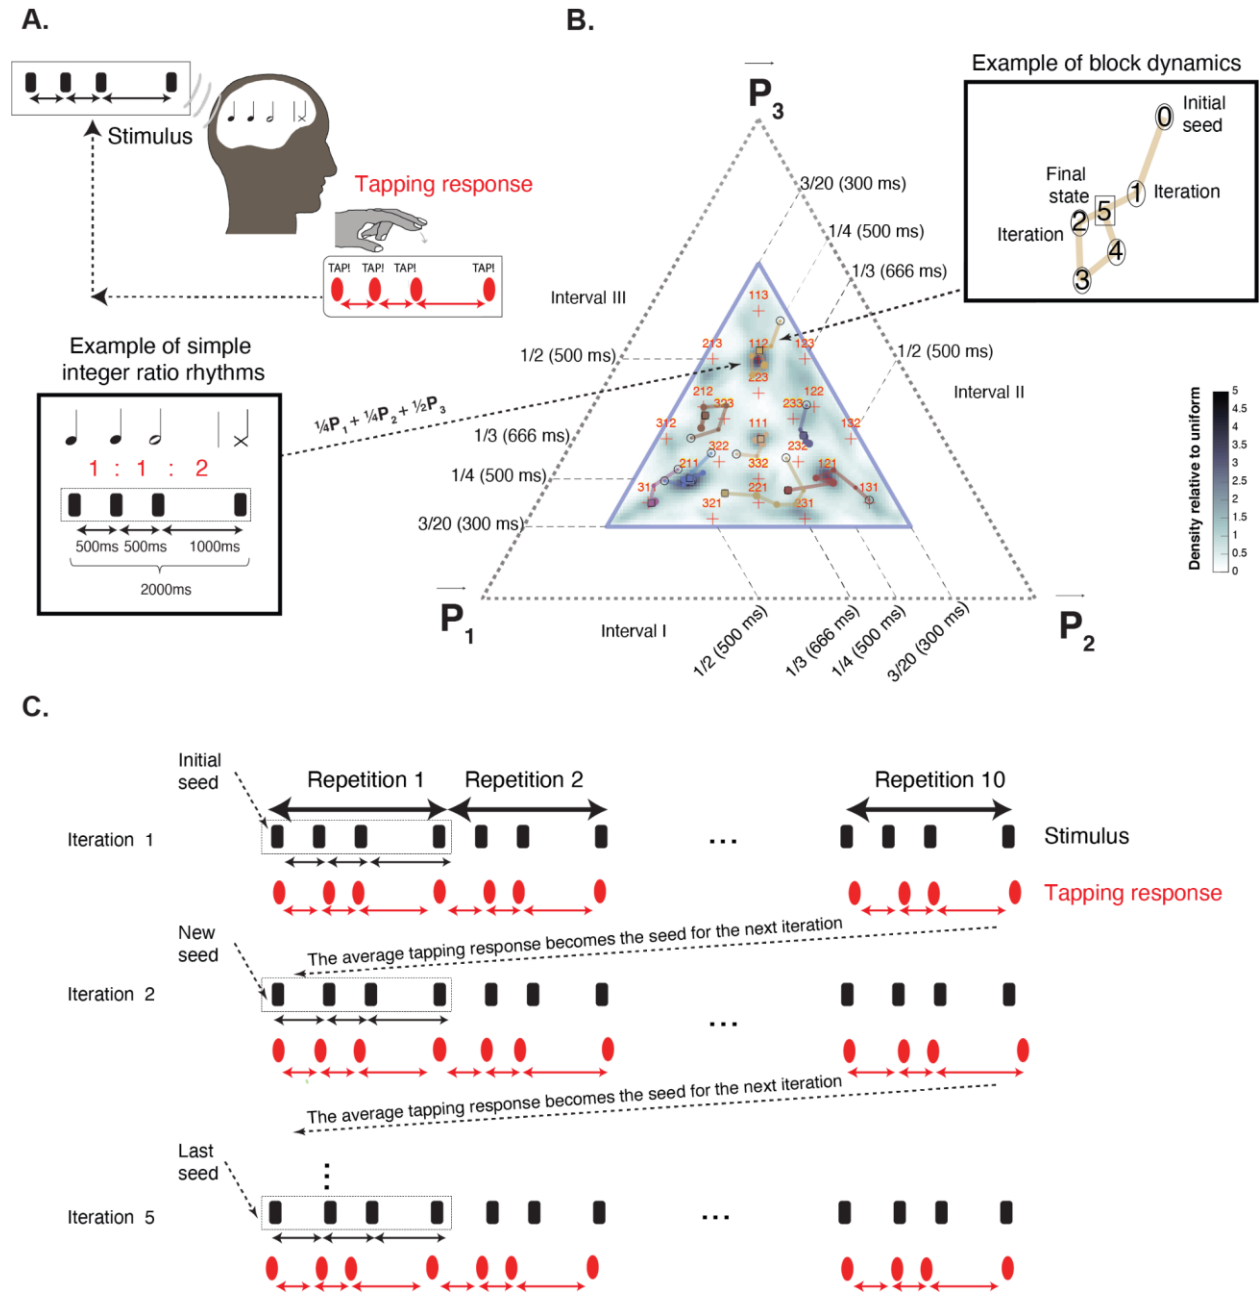 A.
Stimulus
Tapping response
TAP! TAP! TAP! TAP!
Example of simple
integer ratio rhythms
1 : 1 : 2
500ms 500ms 1000ms
2000ms
B.
Example of block dynamics
0 Initial
seed
1 Iteration
Final
state 5
2
Iteration
4
3
P3
3/20 (300 ms)
1/4 (500 ms)
1/3 (666 ms)
1/2 (500 ms)
Interval II
Interval III
1/2 (500 ms)
¼P1 + ¼P2 + ½P3
1/3 (666 ms)
1/4 (500 ms)
3/20 (300 ms)
113
213 112 123
223
212 323 233 122
312 111 132
322 232
211 332 121
311 221 131
321 231
P1
Interval I
1/2 (500 ms)
1/3 (666 ms)
1/4 (500 ms)
3/20 (300 ms)
P2
Density relative to uniform
5
4.5
4
3.5
3
2.5
2
1.5
1
0.5
0
C.
Initial
seed
Repetition 1 Repetition 2 Repetition 10
Iteration 1
...
Stimulus
Tapping response
The average tapping response becomes the seed for the next iteration
New
seed
Iteration 2
...
The average tapping response becomes the seed for the next iteration
Last
seed
Iteration 5
...